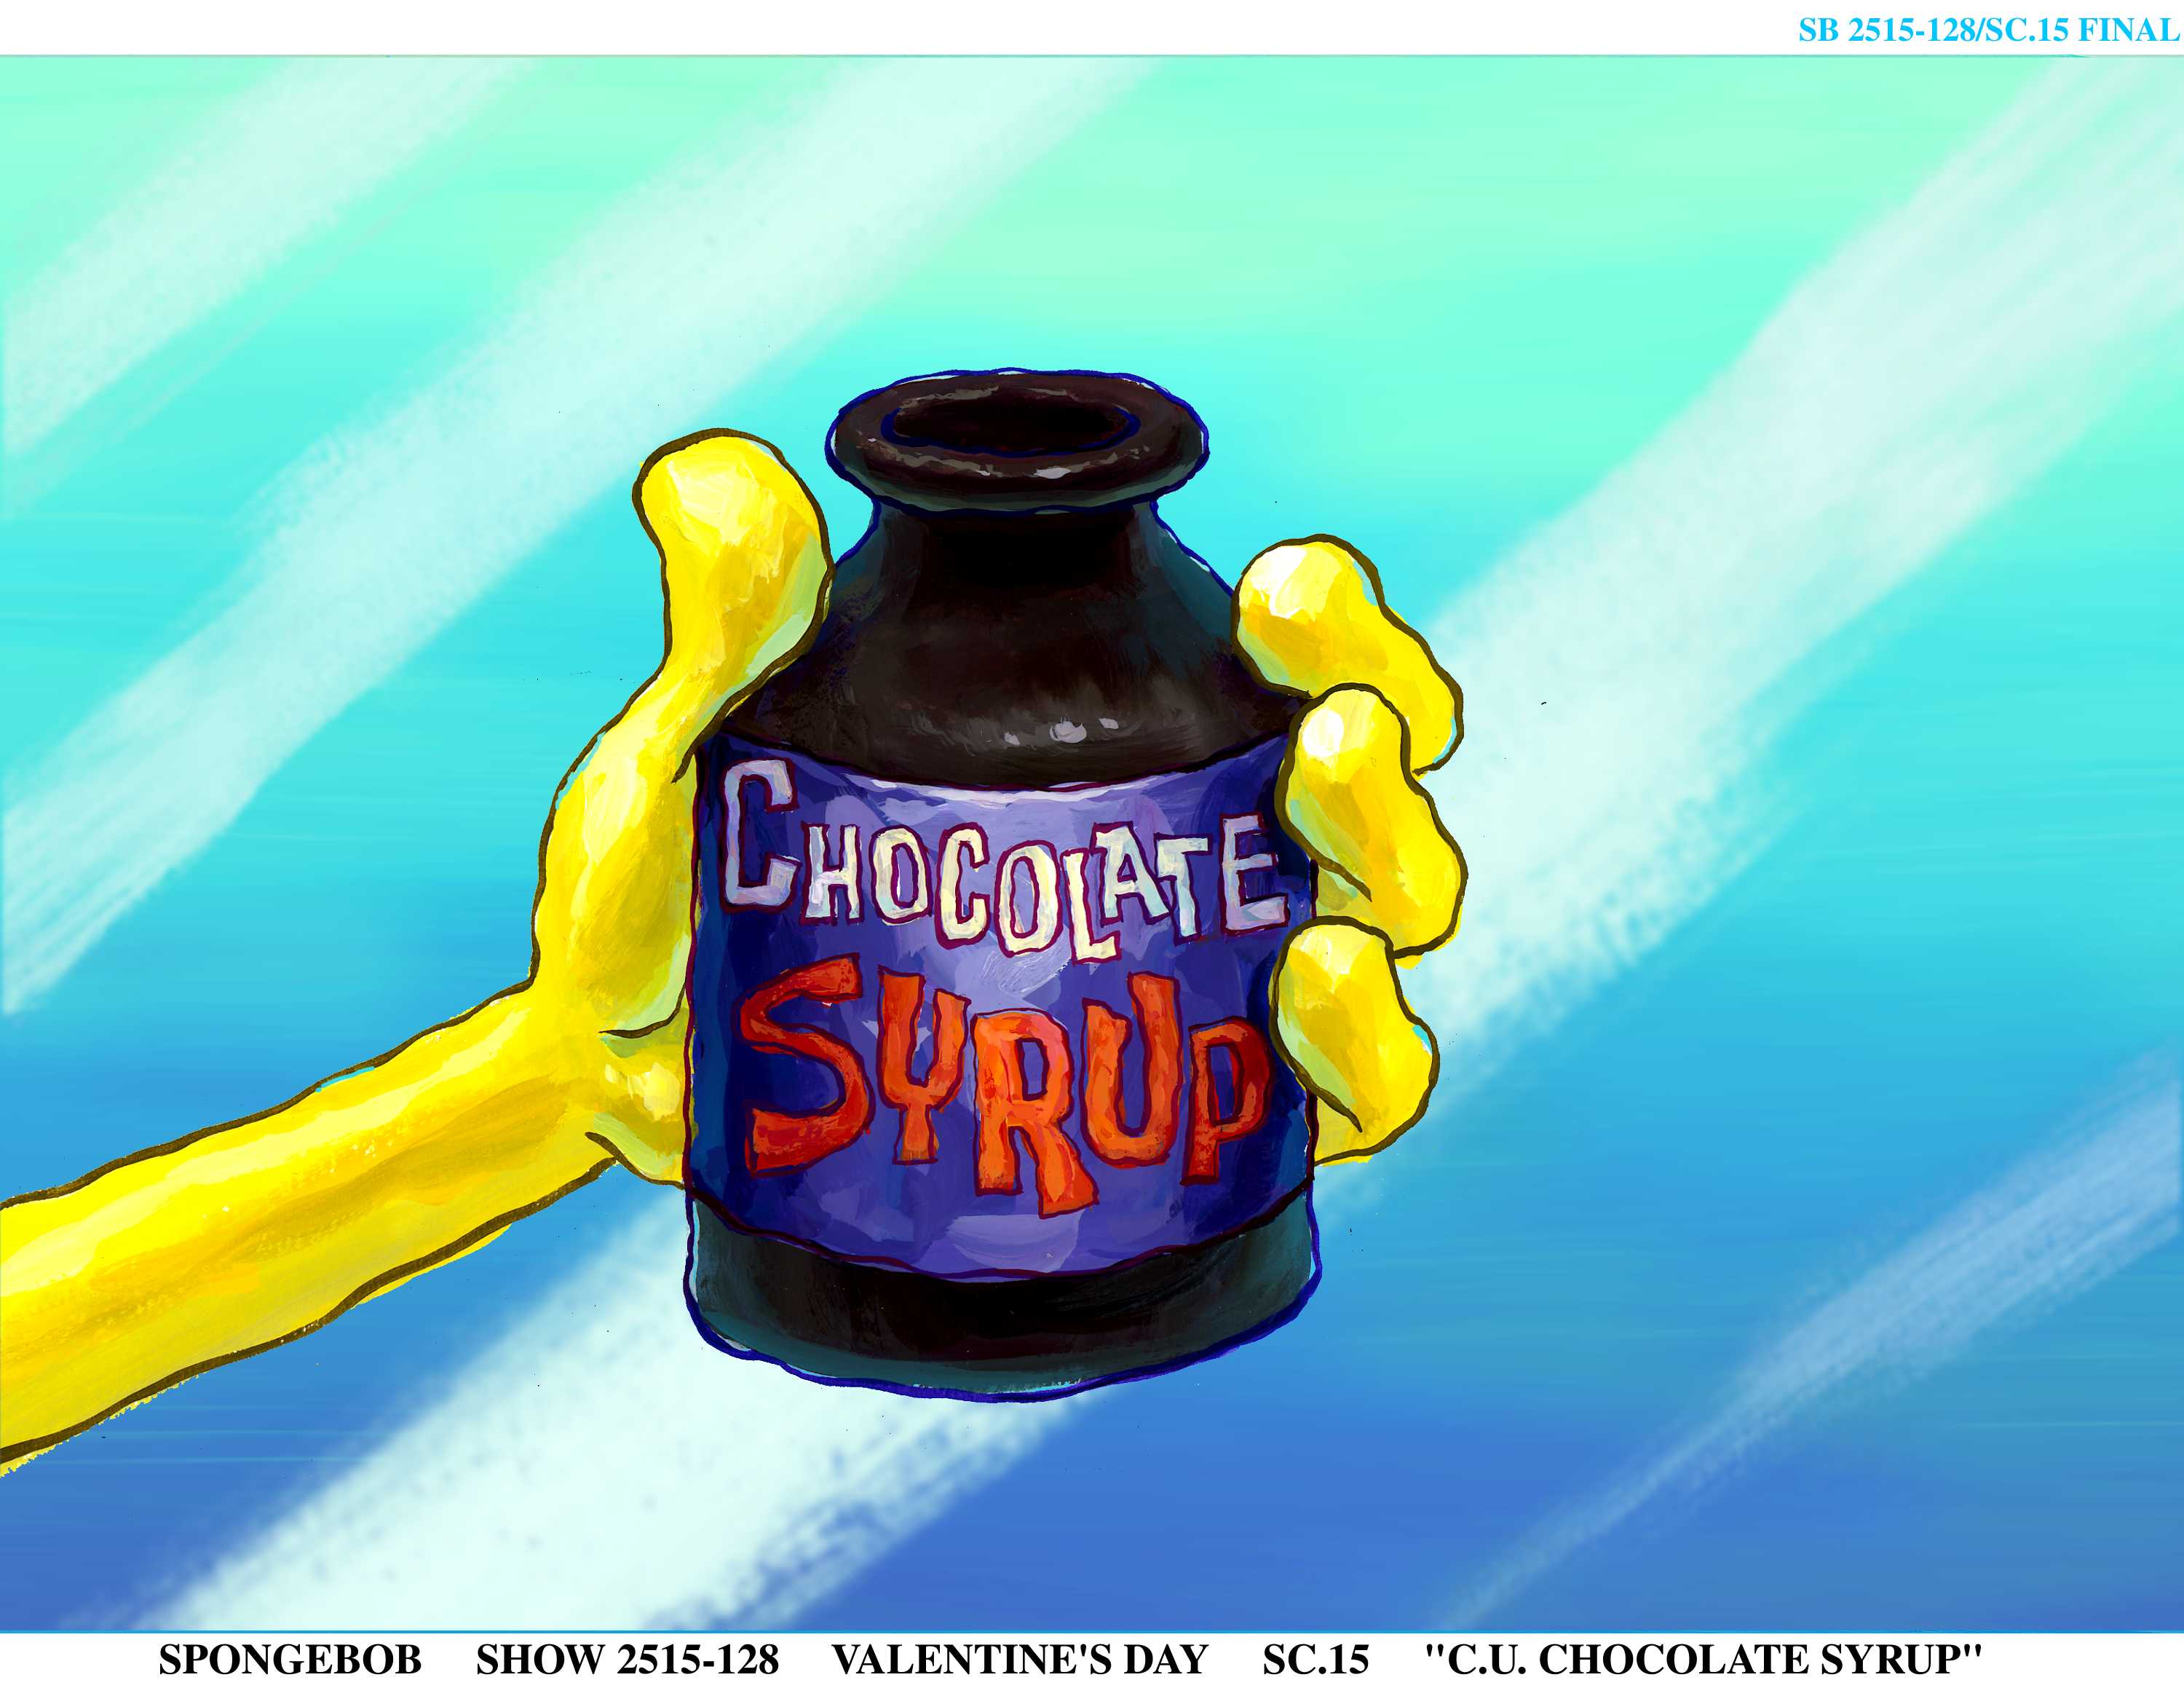 SB 2515-128/SC.15 FINAL
CHOCOLATE
SYRUP
SPONGEBOB SHOW 2515-128 VALENTINE'S DAY SC.15 "C.U. CHOCOLATE SYRUP"